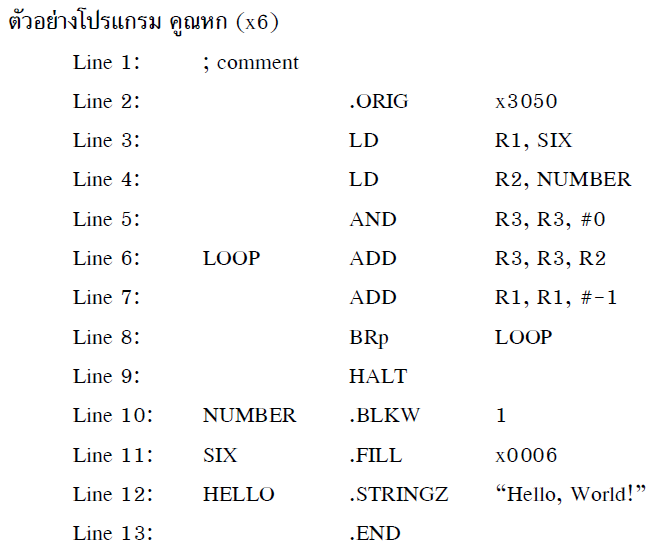 ตัวอย่างโปรแกรม คูณหก (x6)
Line 1: ; comment
Line 2: .ORIG x3050
Line 3: LD R1, SIX
Line 4: LD R2, NUMBER
Line 5: AND R3, R3, #0
Line 6: LOOP ADD R3, R3, R2
Line 7: ADD R1, R1, #-1
Line 8: BRp LOOP
Line 9: HALT
Line 10: NUMBER .BLKW 1
Line 11: SIX .FILL x0006
Line 12: HELLO .STRINGZ “Hello, World!”
Line 13: .END